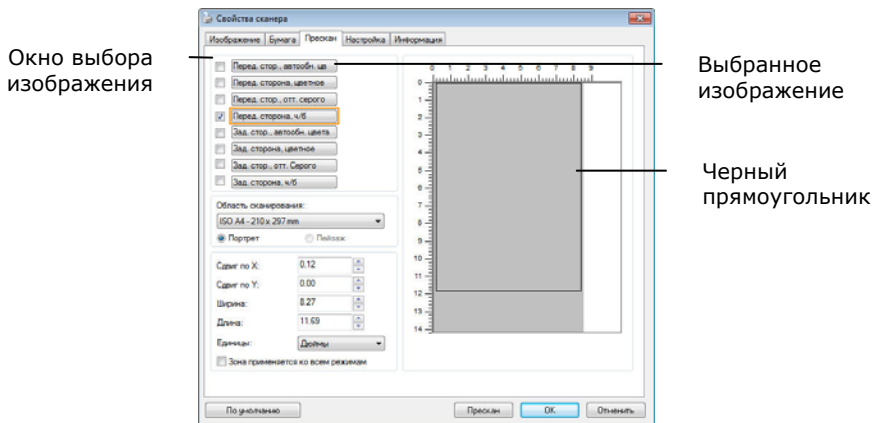 Свойства сканера
Изображение Бумага Прескан Настройка Информация
Окно выбора
изображения
Перед. стор., автообн. цв
Перед. сторона, цветное
Перед. стор., отт. серого
Перед. сторона, ч/б
Зад. стор., автообн. цвета
Зад. сторона, цветное
Зад. стор., отт. Серого
Зад. сторона, ч/б
Область сканирования:
ISO A4 - 210 x 297 mm
Портрет Пейзаж
Сдвиг по X: 0.12
Сдвиг по Y: 0.00
Ширина: 8.27
Длина: 11.69
Единицы: Дюймы
Зона применяется ко всем режимам
0 1 2 3 4 5 6 7 8 9
0
1
2
3
4
5
6
7
8
9
10
11
12
13
14
Выбранное
изображение
Черный
прямоугольник
По умолчанию Прескан OK Отменить